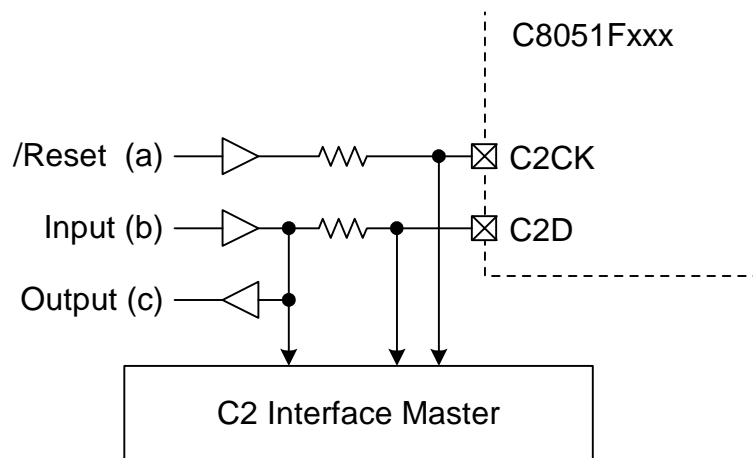 C8051Fxxx
/Reset (a)
C2CK
Input (b)
C2D
Output (c)
C2 Interface Master